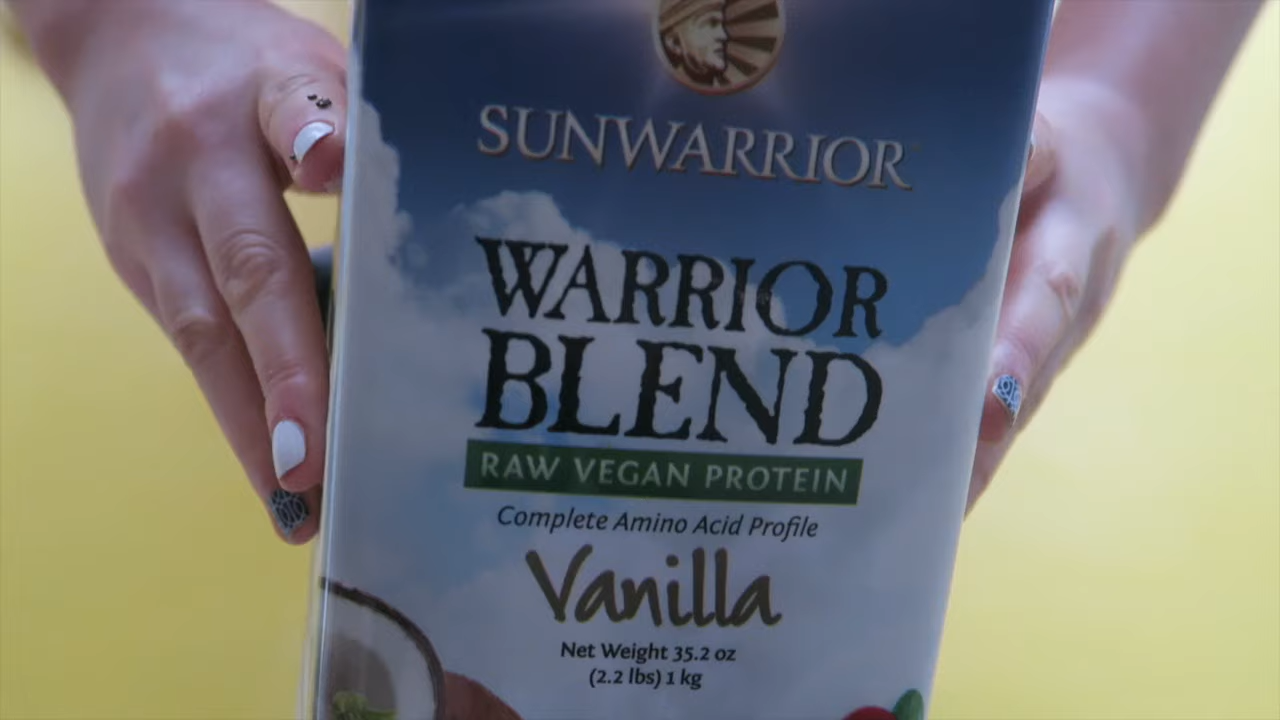 SUNWARRIOR
WARRIOR
BLEND
RAW VEGAN PROTEIN
Complete Amino Acid Profile
Vanilla
Net Weight 35.2 oz
(2.2 lbs) 1 kg